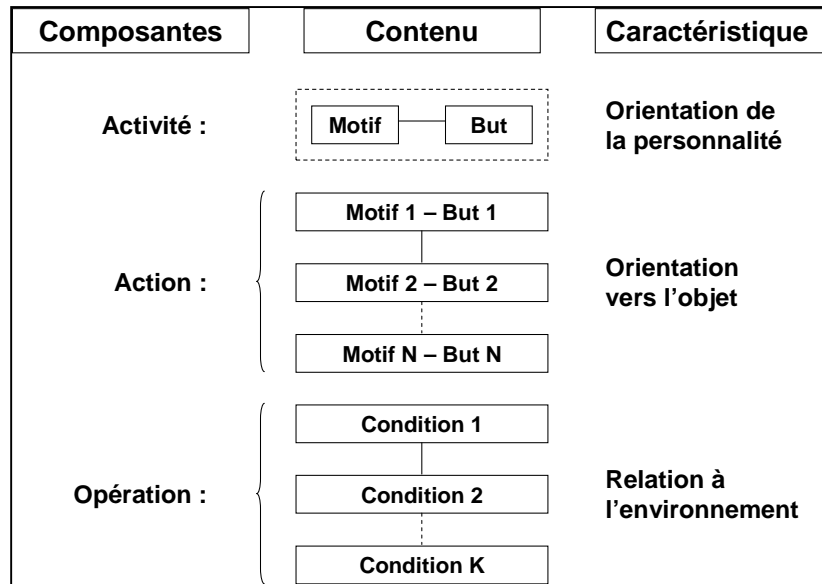 Composantes
Contenu
Caractéristique
Activité :
Motif
But
Orientation de
la personnalité
Action :
Motif 1 – But 1
Motif 2 – But 2
Motif N – But N
Orientation
vers l’objet
Opération :
Condition 1
Condition 2
Condition K
Relation à
l’environnement